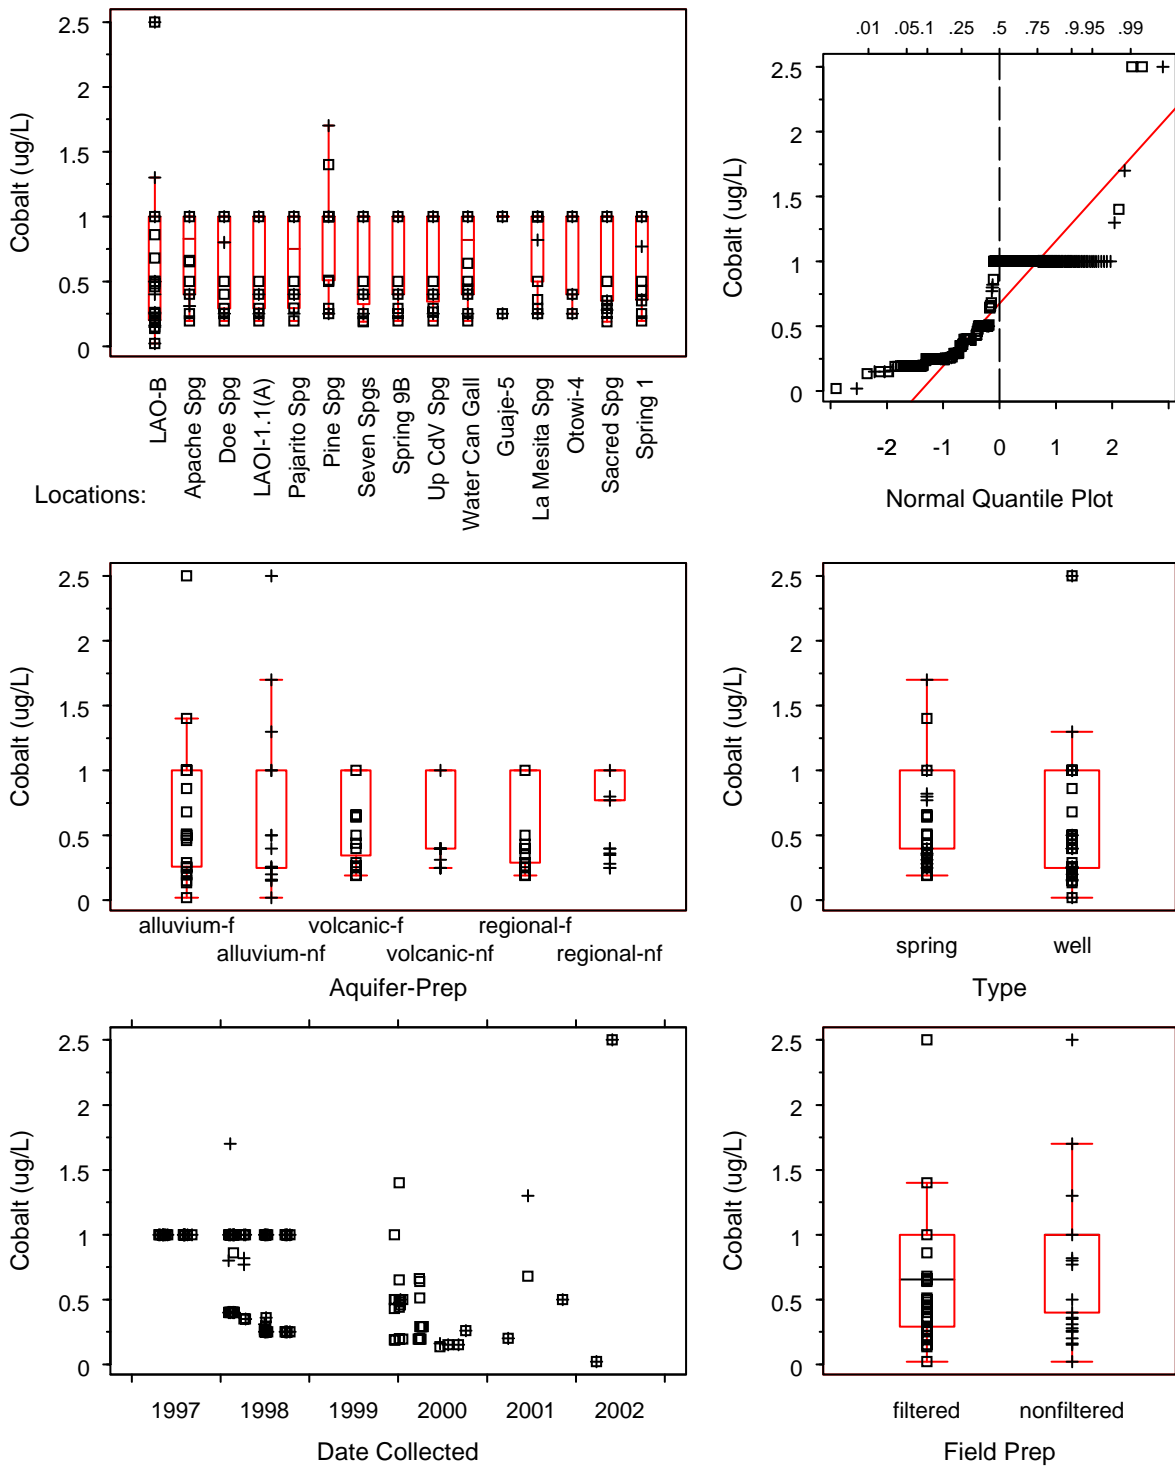 2.5
2
1.5
1
0.5
0
Cobalt (ug/L)
LAO-B
Apache Spg
Doe Spg
LAOI-1.1(A)
Pajarito Spg
Pine Spg
Seven Spgs
Spring 9B
Up CdV Spg
Water Can Gall
Guaje-5
La Mesita Spg
Otowi-4
Sacred Spg
Spring 1
Locations:
.01 .05 .1 .25 .5 .75 .9 .95 .99
2.5
2
1.5
1
0.5
0
Cobalt (ug/L)
-2 -1 0 1 2
Normal Quantile Plot
2.5
2
1.5
1
0.5
0
Cobalt (ug/L)
alluvium-f volcanic-f regional-f
alluvium-nf volcanic-nf regional-nf
Aquifer-Prep
2.5
2
1.5
1
0.5
0
Cobalt (ug/L)
spring well
Type
2.5
2
1.5
1
0.5
0
Cobalt (ug/L)
1997 1998 1999 2000 2001 2002
Date Collected
2.5
2
1.5
1
0.5
0
Cobalt (ug/L)
filtered nonfiltered
Field Prep